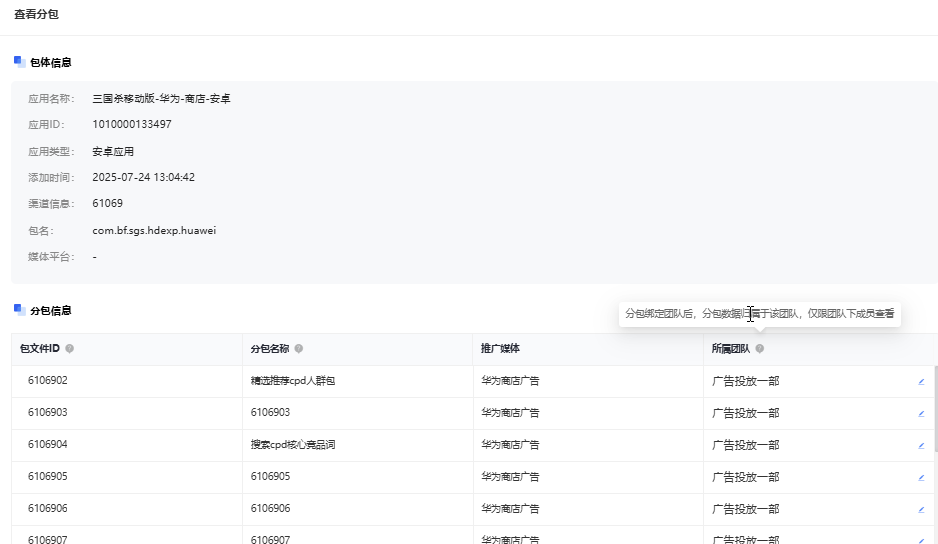 查看分包
包体信息
应用名称： 三国杀移动版-华为-商店-安卓
应用ID： 1010000133497
应用类型： 安卓应用
添加时间： 2025-07-24 13:04:42
渠道信息： 61069
包名： com.bf.sgs.hdexp.huawei
媒体平台： -
分包信息
分包绑定团队后，分包数据归属于该团队，仅限团队下成员查看
包文件ID 分包名称 推广媒体 所属团队
6106902 精选推荐cpd人群包 华为商店广告 广告投放一部
6106903 6106903 华为商店广告 广告投放一部
6106904 搜索cpd核心竞品词 华为商店广告 广告投放一部
6106905 6106905 华为商店广告 广告投放一部
6106906 6106906 华为商店广告 广告投放一部
6106907 6106907 华为商店广告 广告投放一部